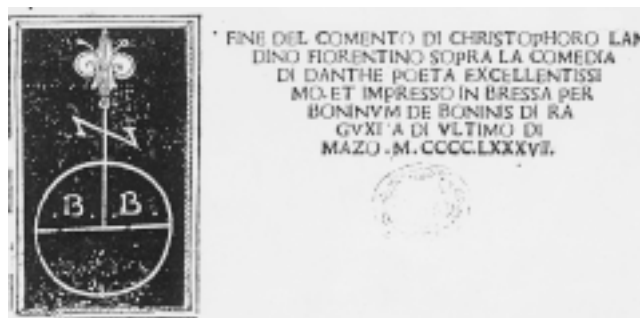 FINE DEL COMENTO DI CHRISTOPHORO LAN
DINO FIORENTINO SOPRA LA COMEDIA
DI DANTHE POETA EXCELLENTISSI
MO. ET IMPRESSO IN BRESSA PER
BONINVM DE BONINIS DI RA
GVXI A DI VLTIMO DI
MAZO. M. CCCC.LXXXVII.
.B. B.